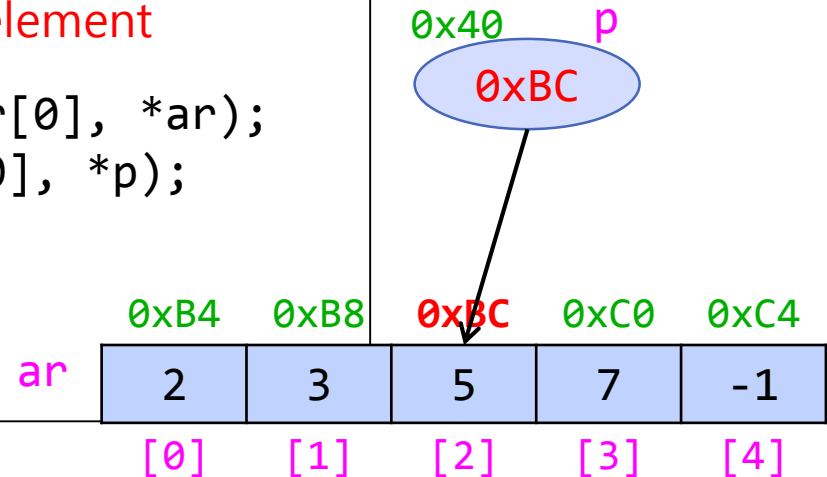 element
0x40 p
0xBC
r[0], *ar);
0], *p);
0xB4 0xB8 0xBC 0xC0 0xC4
ar 2 3 5 7 -1
[0] [1] [2] [3] [4]